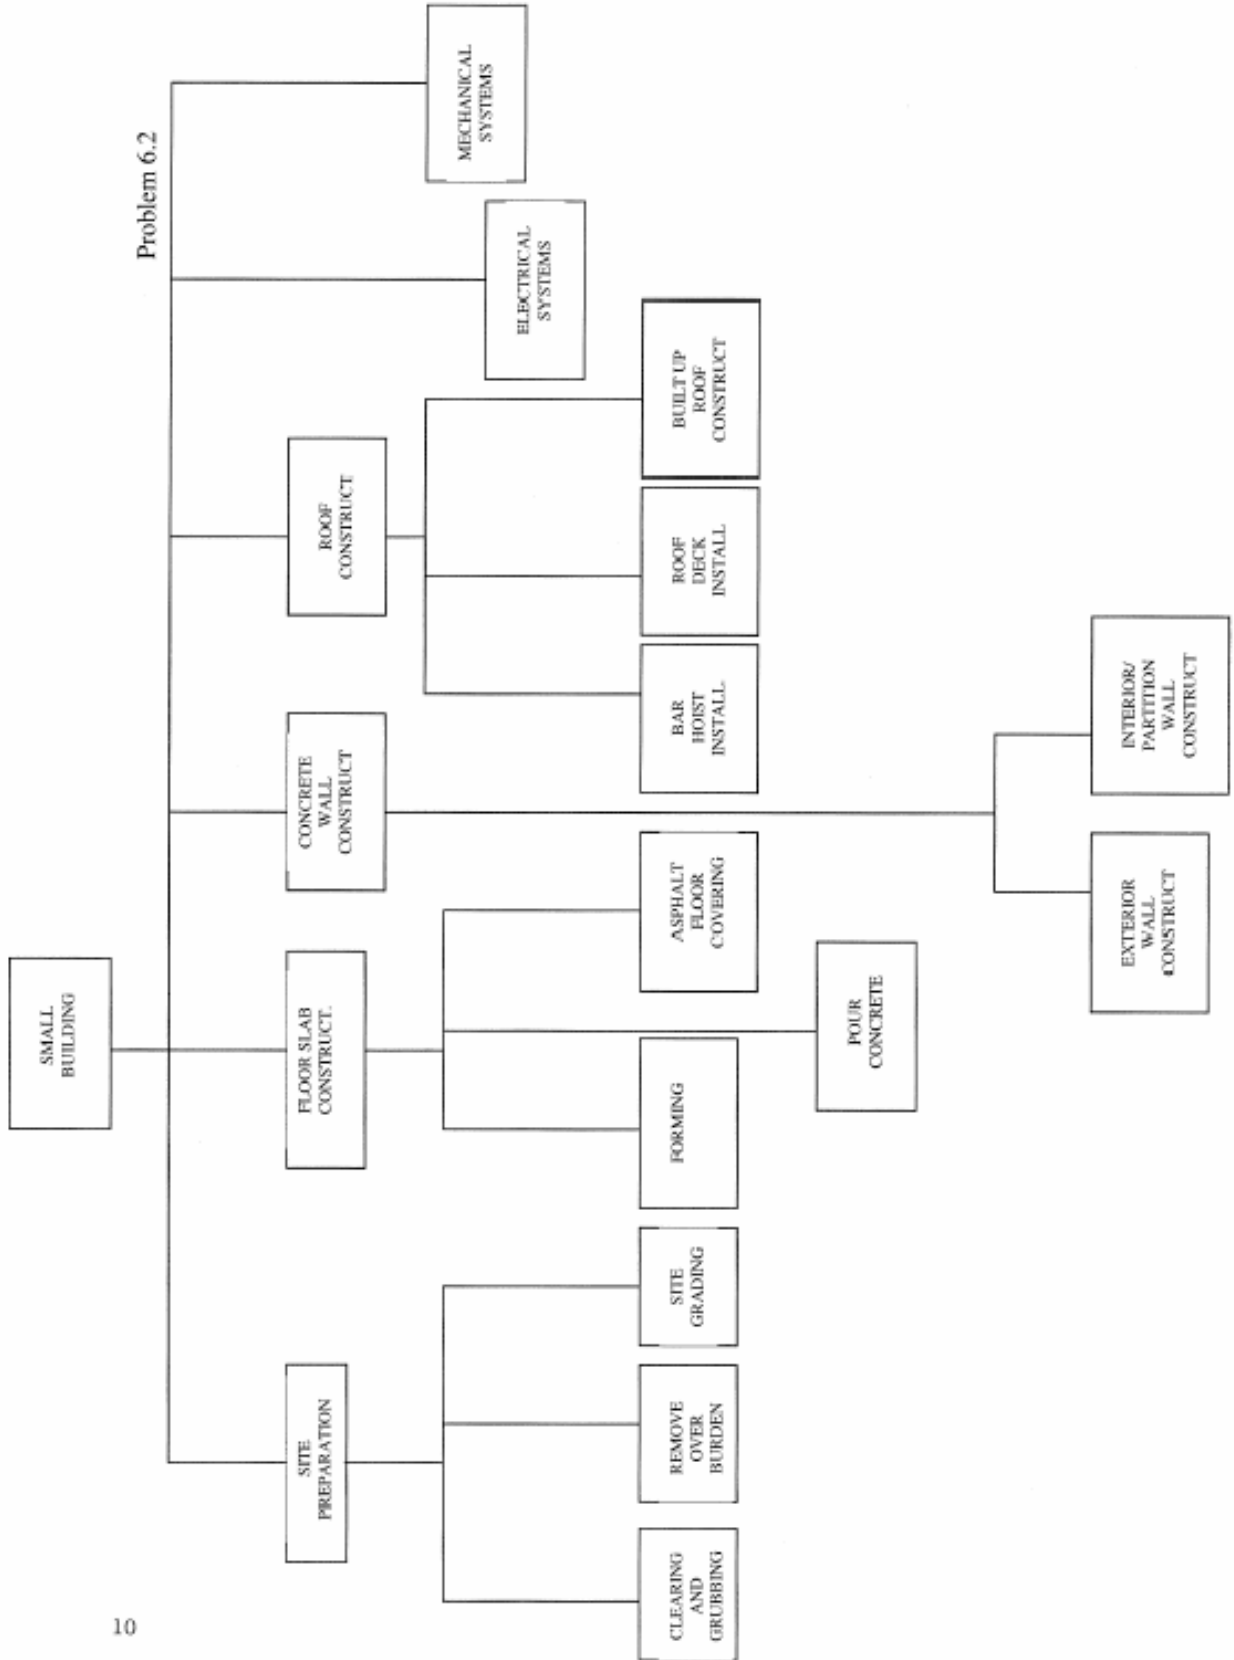 Problem 6.2
SMALL
BUILDING
SITE
PREPARATION
FLOOR SLAB
CONSTRUCT.
CONCRETE
WALL
CONSTRUCT
ROOF
CONSTRUCT
ELECTRICAL
SYSTEMS
MECHANICAL
SYSTEMS
CLEARING
AND
GRUBBING
REMOVE
OVER
BURDEN
SITE
GRADING
FORMING
POUR
CONCRETE
ASPHALT
FLOOR
COVERING
BAR
HOIST
INSTALL
ROOF
DECK
INSTALL
BUILT UP
ROOF
CONSTRUCT
EXTERIOR
WALL
CONSTRUCT
INTERIOR/
PARTITION
WALL
CONSTRUCT
10